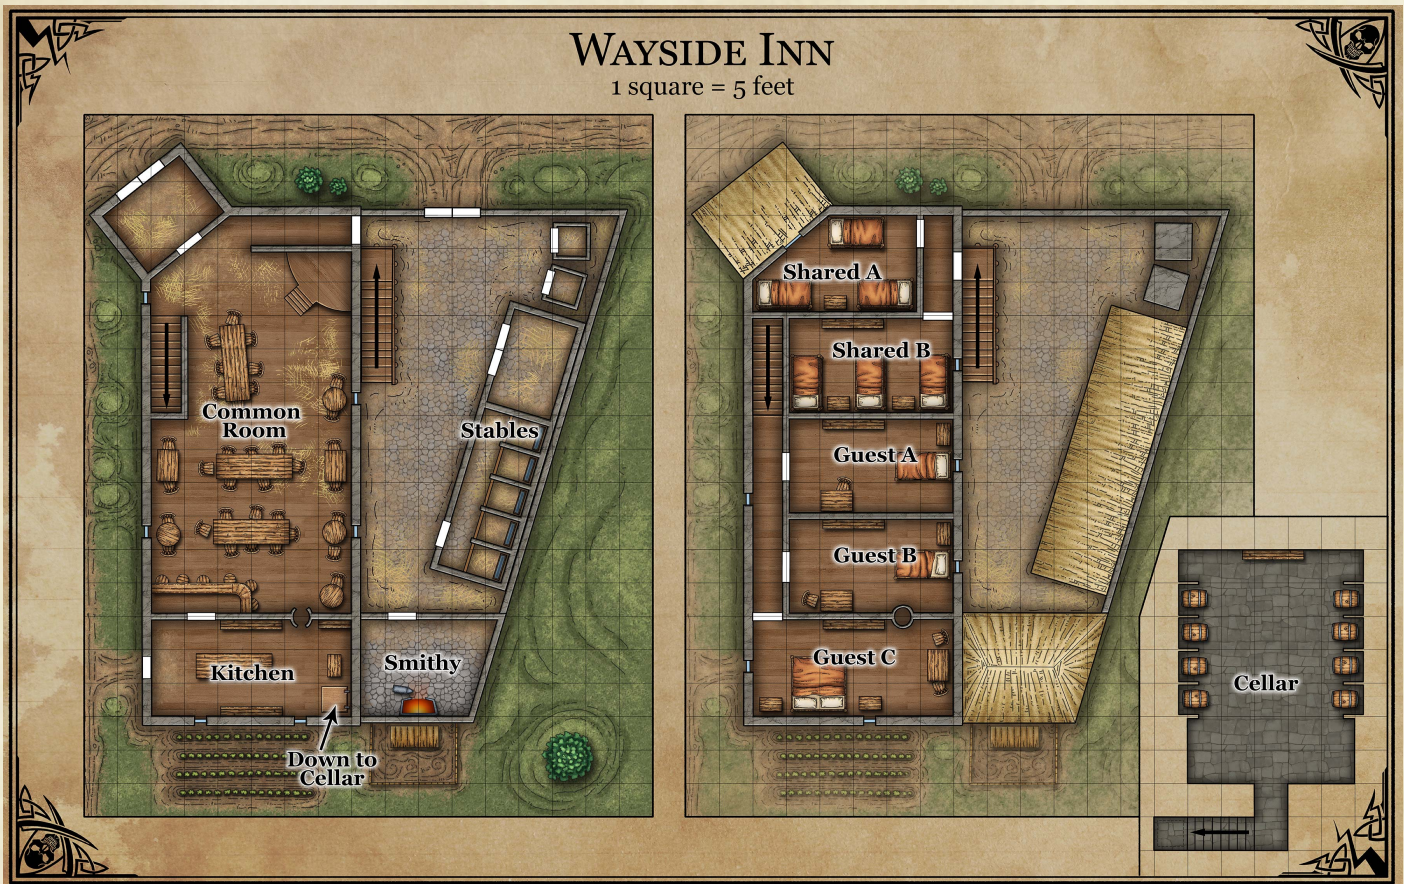 Wayside Inn
1 square = 5 feet
Common
Room
Stables
Kitchen
Smithy
Down to
Cellar
Shared A
Shared B
Guest A
Guest B
Guest C
Cellar